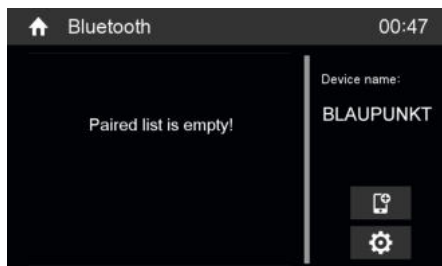 Bluetooth 00:47
Device name:
Paired list is empty!
BLAUPUNKT